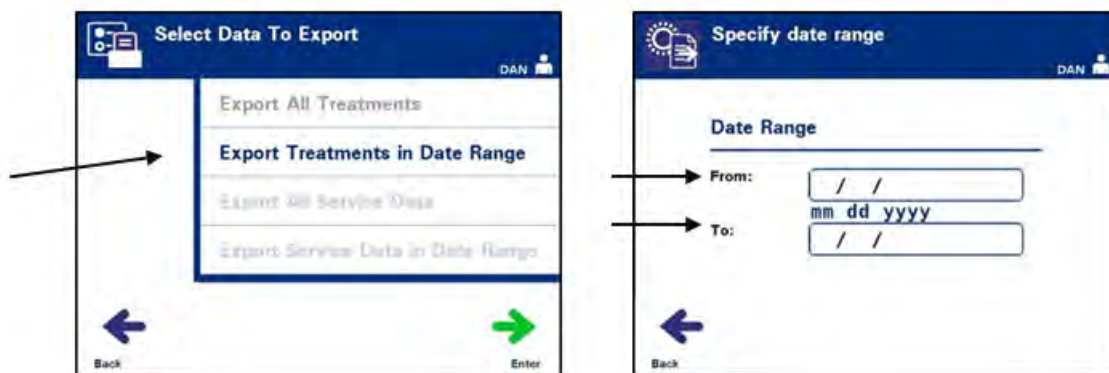 Select Data To Export
DAN
Export All Treatments
Export Treatments in Date Range
Export All Service Data
Export Service Data in Date Range
Back
Enter
Specify date range
DAN
Date Range
From:
/ /
mm dd yyyy
To:
/ /
Back